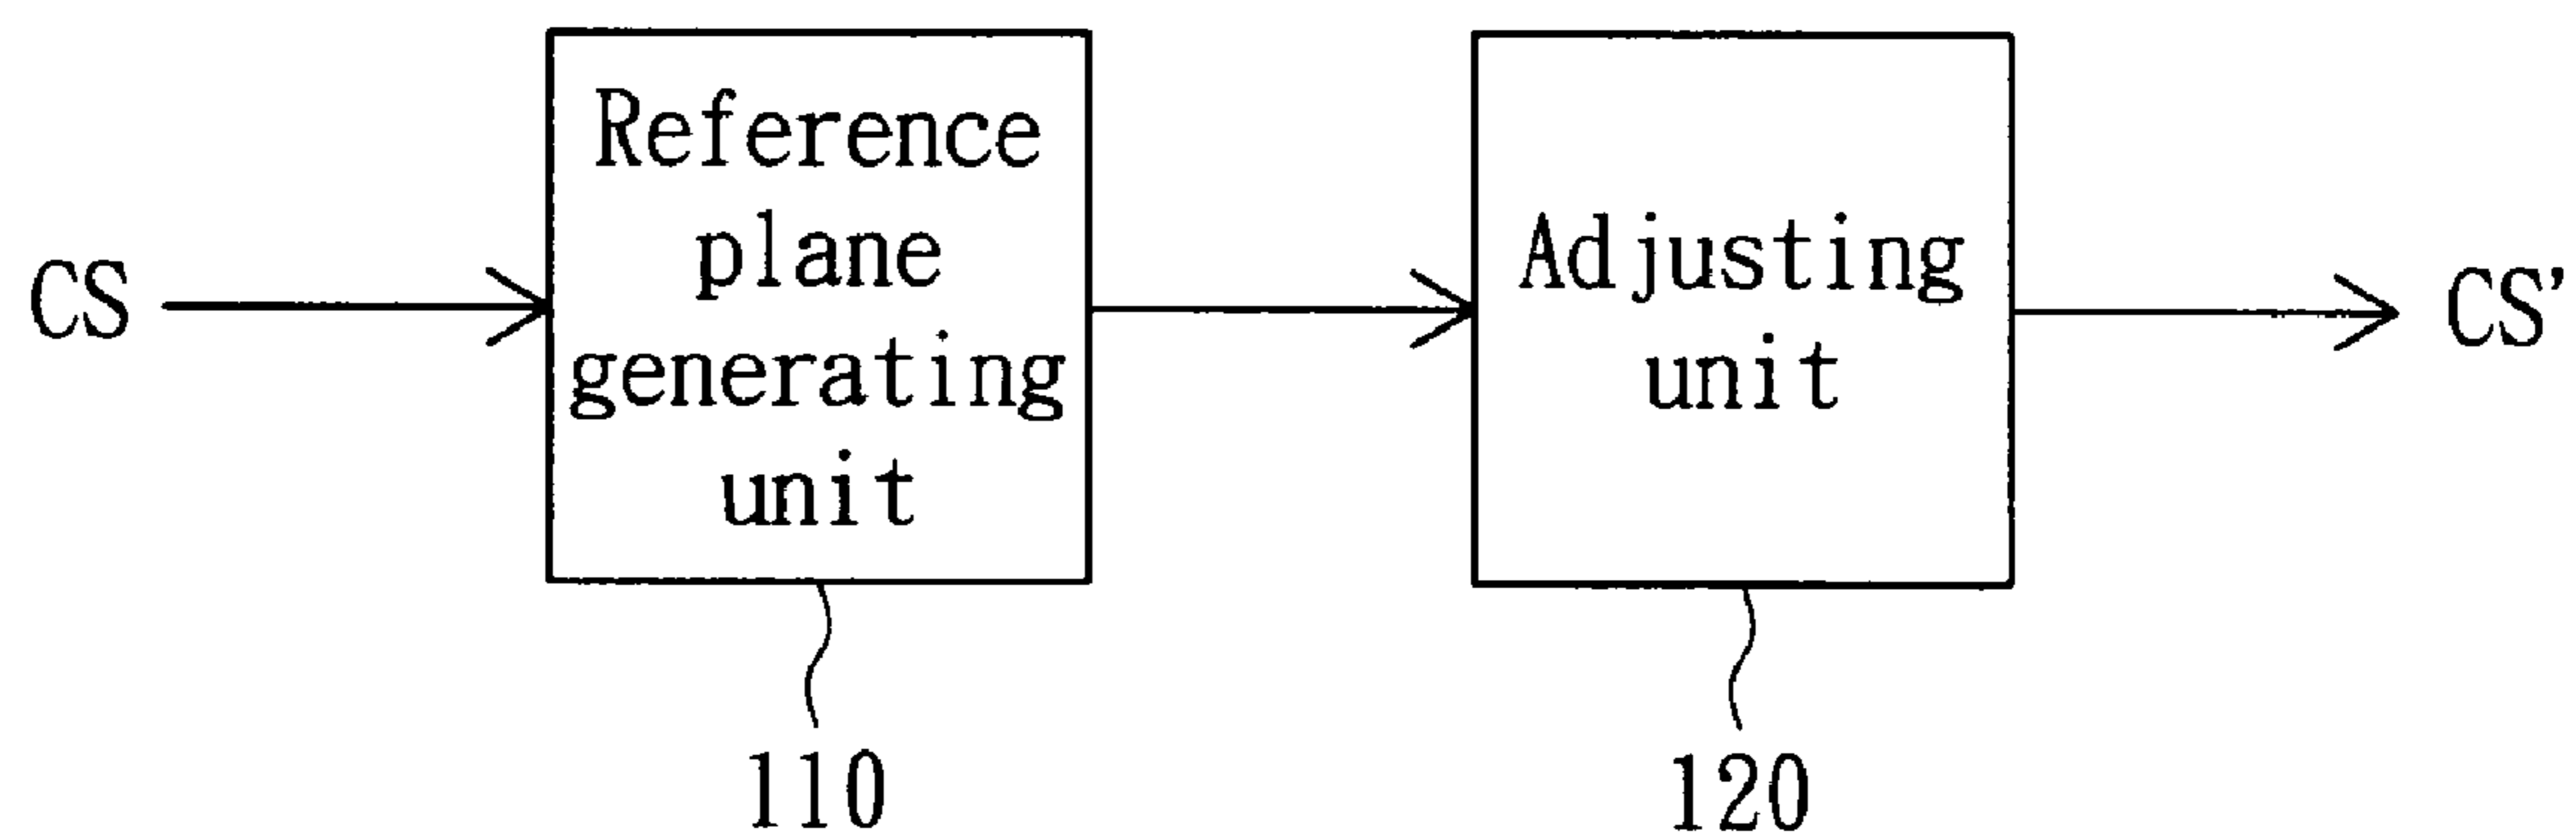 CS
Reference
plane
generating
unit
Adjusting
unit
CS'
110
120